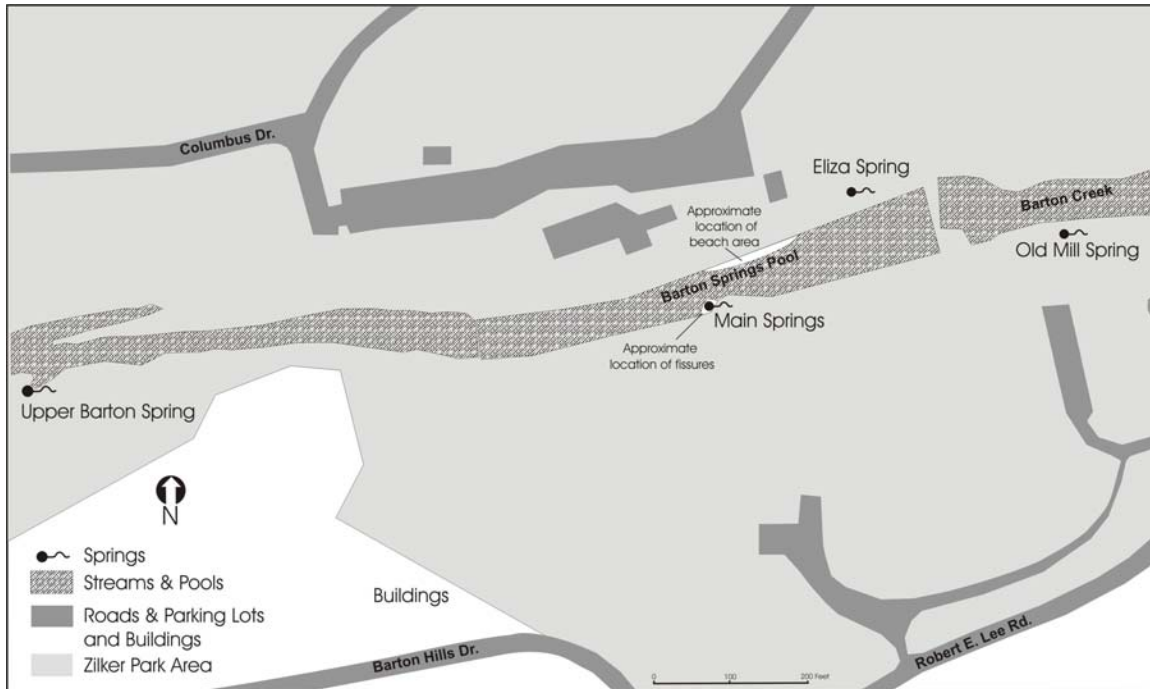 Columbus Dr.
Eliza Spring
Approximate
location of
beach area
Barton Creek
Old Mill Spring
Barton Springs Pool
Main Springs
Approximate
location of fissures
Upper Barton Spring
N
Springs
Streams & Pools
Roads & Parking Lots
and Buildings
Zilker Park Area
Buildings
Barton Hills Dr.
Robert E. Lee Rd.
0 100 200 Feet